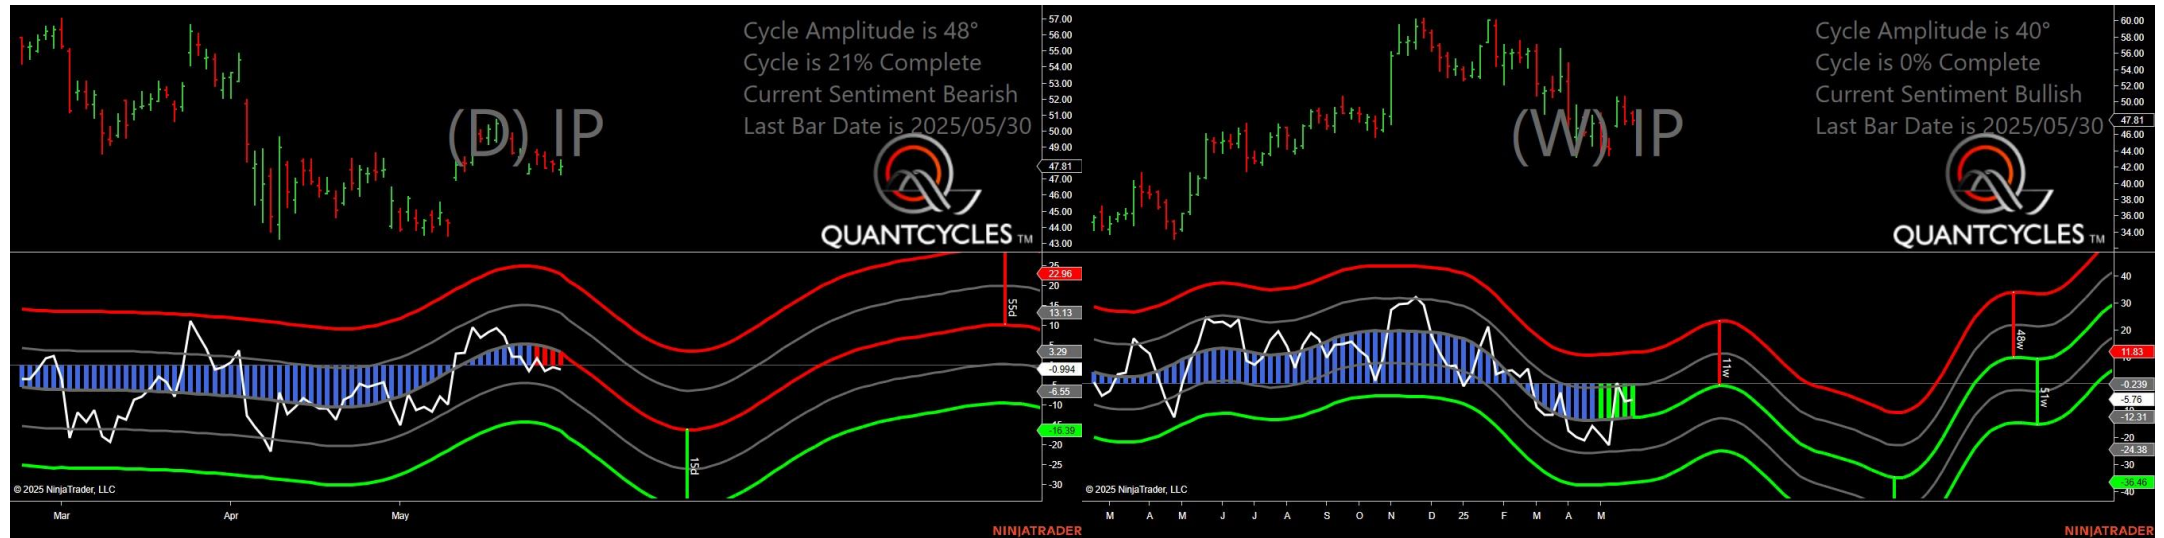 Cycle Amplitude is 48°
Cycle is 21% Complete
Current Sentiment Bearish
Last Bar Date is 2025/05/30
(D) IP
QUANTCYCLES TM
57.00
56.00
55.00
54.00
53.00
52.00
51.00
50.00
49.00
47.81
47.00
46.00
45.00
44.00
43.00
25
22.96
20
15
13.13
10
5
3.29
-0.994
-6.55
-10
-16.39
-20
-25
-30
55d
15d
© 2025 NinjaTrader, LLC
Mar
Apr
May
NINJATRADER
Cycle Amplitude is 40°
Cycle is 0% Complete
Current Sentiment Bullish
Last Bar Date is 2025/05/30
(W) IP
QUANTCYCLES TM
60.00
58.00
56.00
54.00
52.00
50.00
47.81
46.00
44.00
42.00
40.00
38.00
36.00
34.00
40
30
20
11.83
-0.239
-5.76
-12.31
-20
-24.38
-30
-36.46
-40
11w
48w
51w
© 2025 NinjaTrader, LLC
M
A
M
J
J
A
S
O
N
D
25
F
M
A
M
NINJATRADER